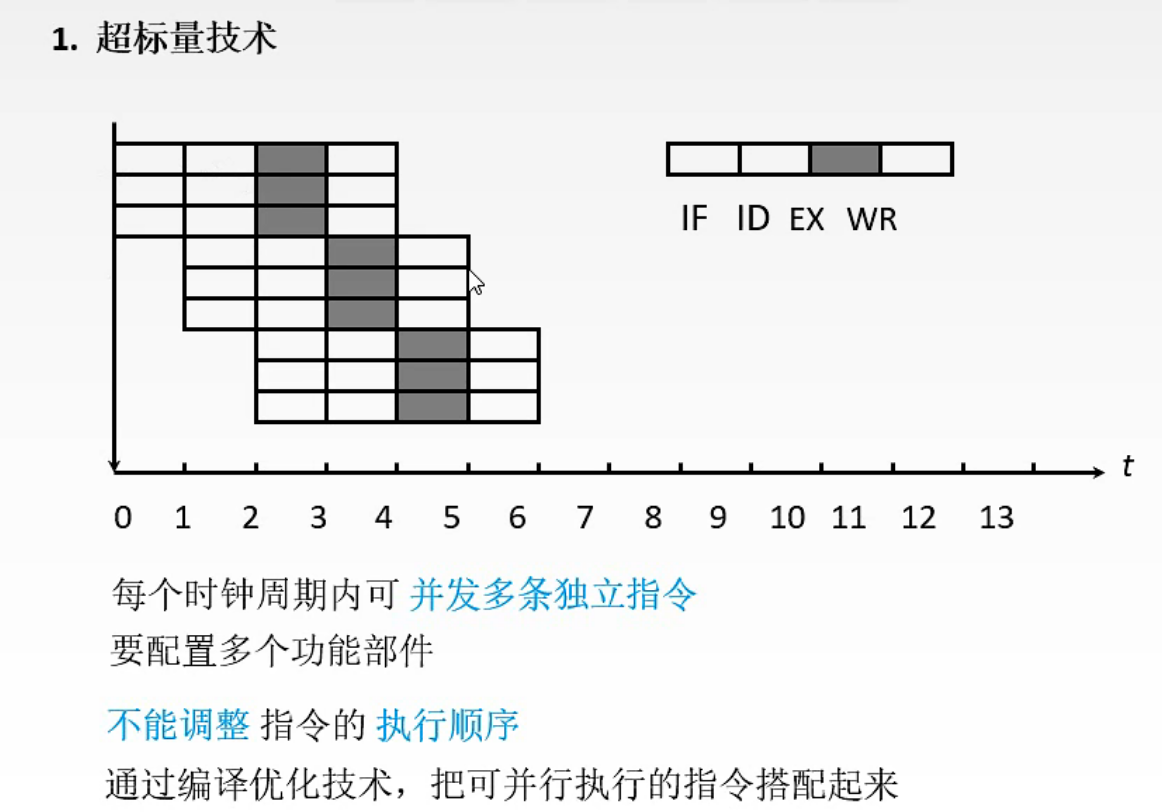 1. 超标量技术
IF ID EX WR
t
0 1 2 3 4 5 6 7 8 9 10 11 12 13
每个时钟周期内可 并发多条独立指令
要配置多个功能部件
不能调整 指令的 执行顺序
通过编译优化技术，把可并行执行的指令搭配起来